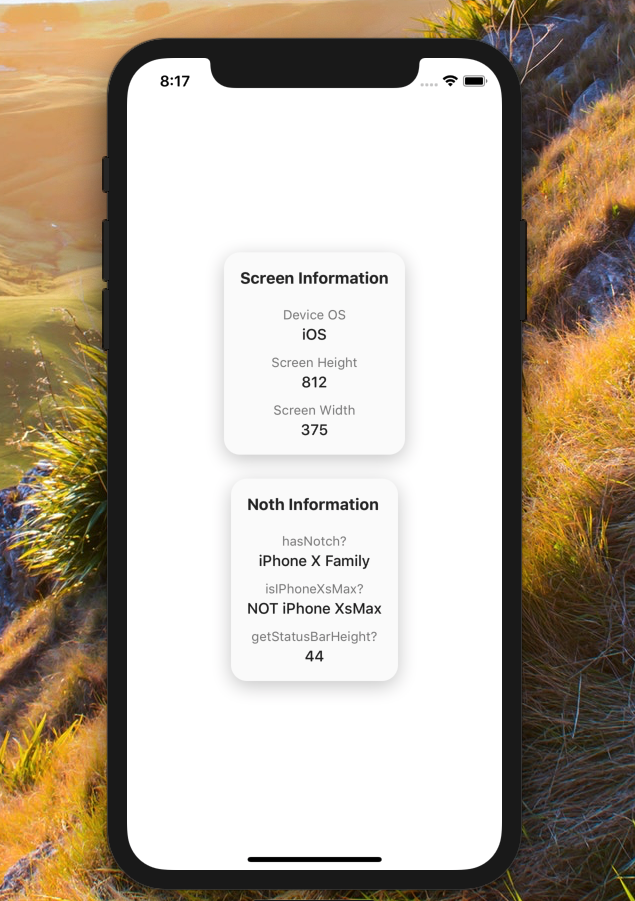 8:17
Screen Information
Device OS
iOS
Screen Height
812
Screen Width
375
Noth Information
hasNotch?
iPhone X Family
isIPhoneXsMax?
NOT iPhone XsMax
getStatusBarHeight?
44